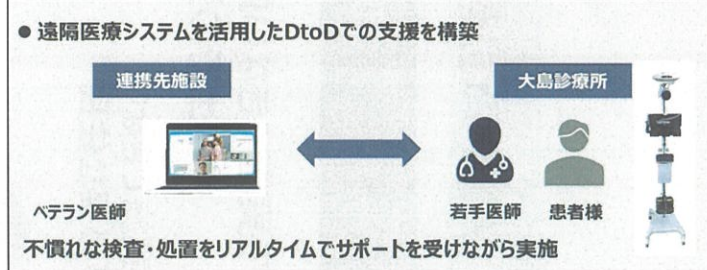 ● 遠隔医療システムを活用したDtoDでの支援を構築
連携先施設
大島診療所
ベテラン医師
若手医師
患者様
不慣れな検査・処置をリアルタイムでサポートを受けながら実施